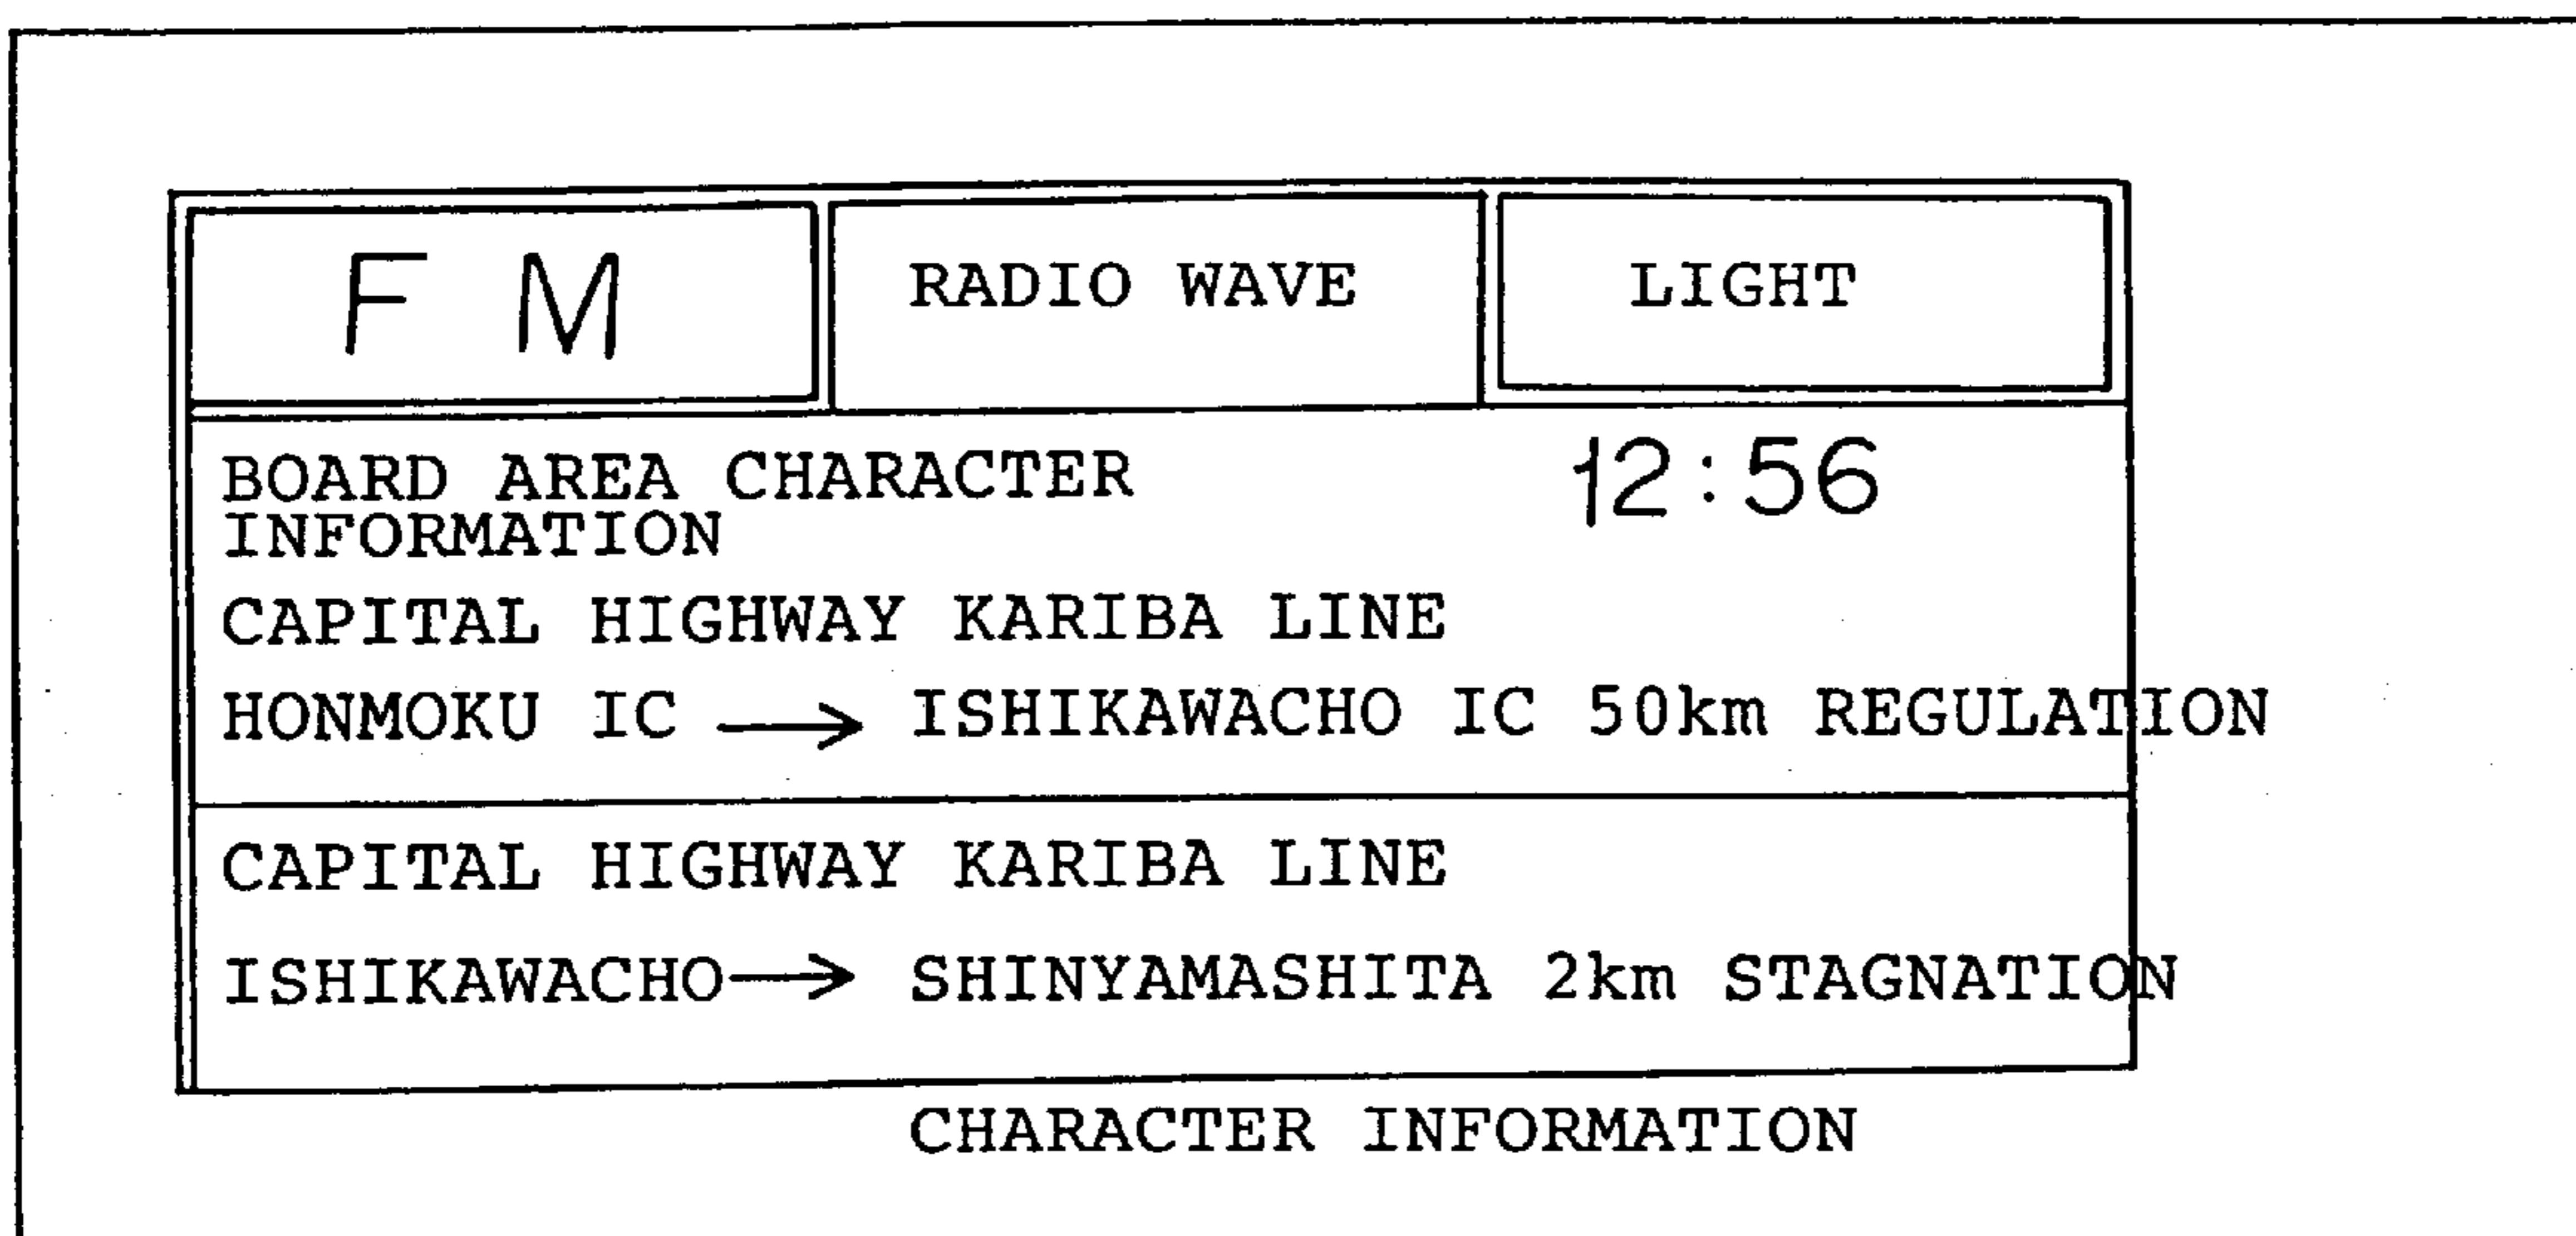 F M RADIO WAVE LIGHT
BOARD AREA CHARACTER 12:56
INFORMATION
CAPITAL HIGHWAY KARIBA LINE
HONMOKU IC → ISHIKAWACHO IC 50km REGULATION
CAPITAL HIGHWAY KARIBA LINE
ISHIKAWACHO→ SHINYAMASHITA 2km STAGNATION
CHARACTER INFORMATION